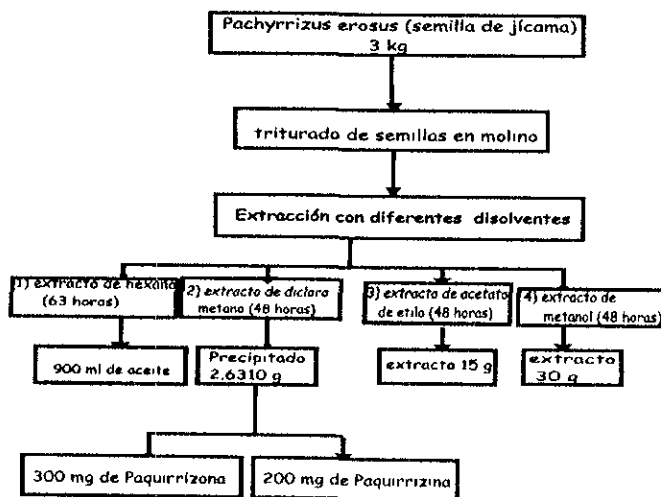 Pachyrrizus erosus (semilla de jícama)
3 kg
triturado de semillas en molino
Extracción con diferentes disolventes
1) extracto de hexano
(63 horas)
2) extracto de diclara
metano (48 horas)
3) extracto de acetato
de etilo (48 horas)
4) extracto de
metanol (48 horas)
900 ml de aceite
Precipitado
2.6310 g
extracto 15 g
extracto
30 g
300 mg de Paquirrizona
200 mg de Paquirrizina